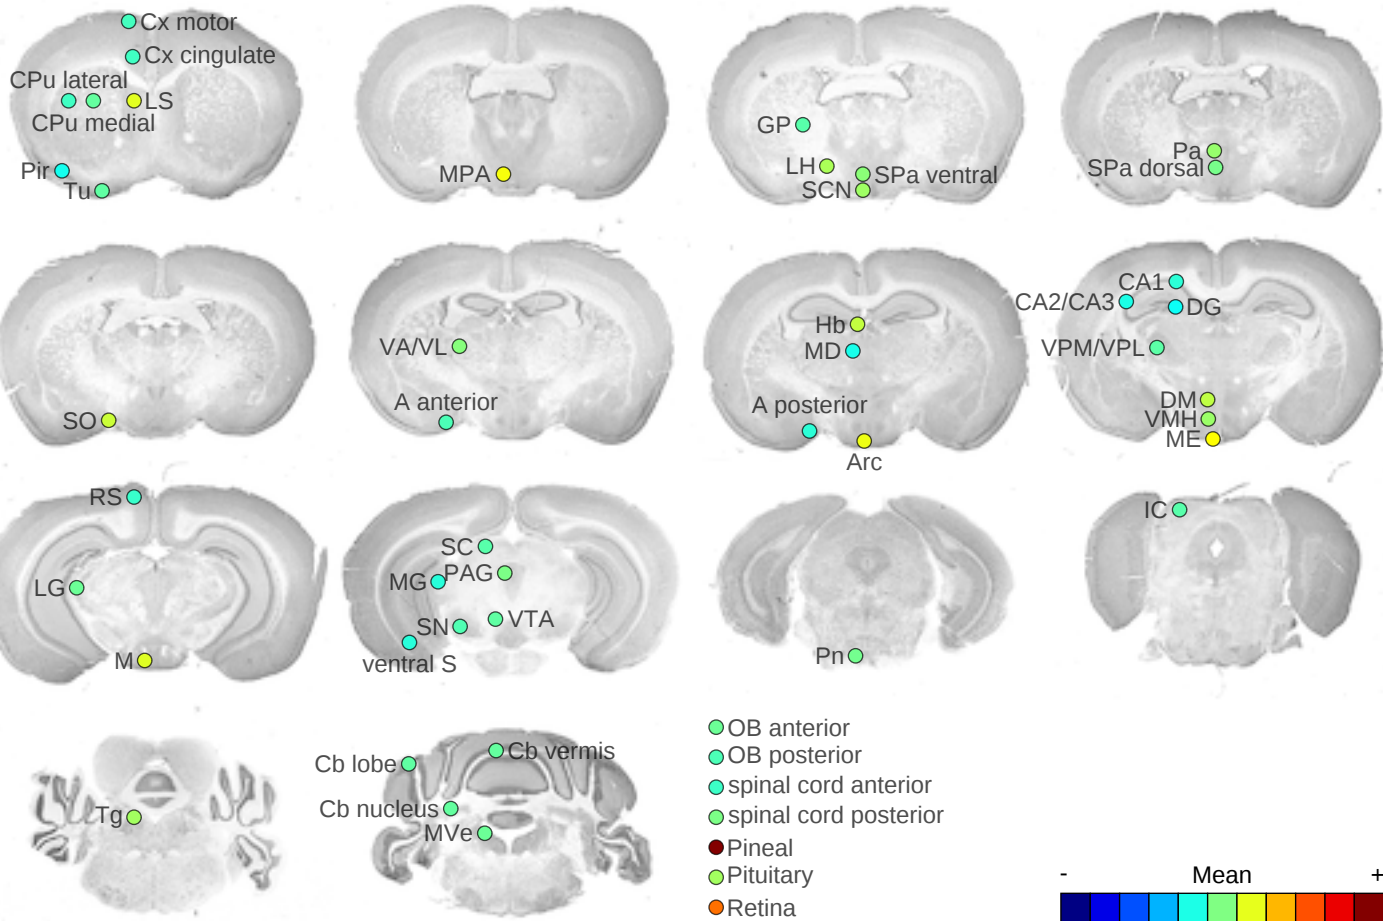 Cx motor
Cx cingulate
CPu lateral
LS
CPu medial
Pir
Tu
MPA
GP
LH
SPa ventral
SCN
Pa
SPa dorsal
SO
VA/VL
A anterior
Hb
MD
A posterior
Arc
CA1
CA2/CA3
DG
VPM/VPL
DM
VMH
ME
RS
LG
M
SC
MG
PAG
SN
VTA
ventral S
Pn
IC
Tg
Cb lobe
Cb vermis
Cb nucleus
MVe
OB anterior
OB posterior
spinal cord anterior
spinal cord posterior
Pineal
Pituitary
Retina
- Mean +